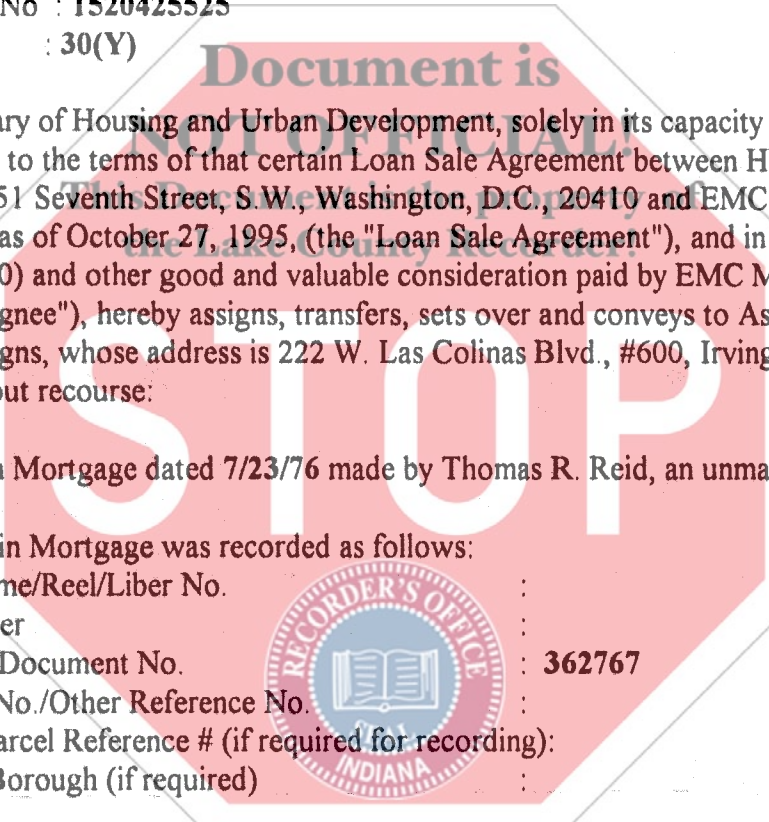 No : 1520425525
: 30(Y)
Document is
NOT OFFICIAL!
This Document is the property of
the Lake County Recorder!
ary of Housing and Urban Development, solely in its capacity
to the terms of that certain Loan Sale Agreement between H
51 Seventh Street, S.W., Washington, D.C., 20410 and EMC
as of October 27, 1995, (the "Loan Sale Agreement"), and in
0) and other good and valuable consideration paid by EMC M
gnee"), hereby assigns, transfers, sets over and conveys to As
gns, whose address is 222 W. Las Colinas Blvd., #600, Irving
out recourse:
STOP
n Mortgage dated 7/23/76 made by Thomas R. Reid, an unma
in Mortgage was recorded as follows:
me/Reel/Liber No. :
er :
Document No. : 362767
No./Other Reference No. :
arcel Reference # (if required for recording):
Borough (if required) :
RECORDER'S OFFICE
SEAL
INDIANA